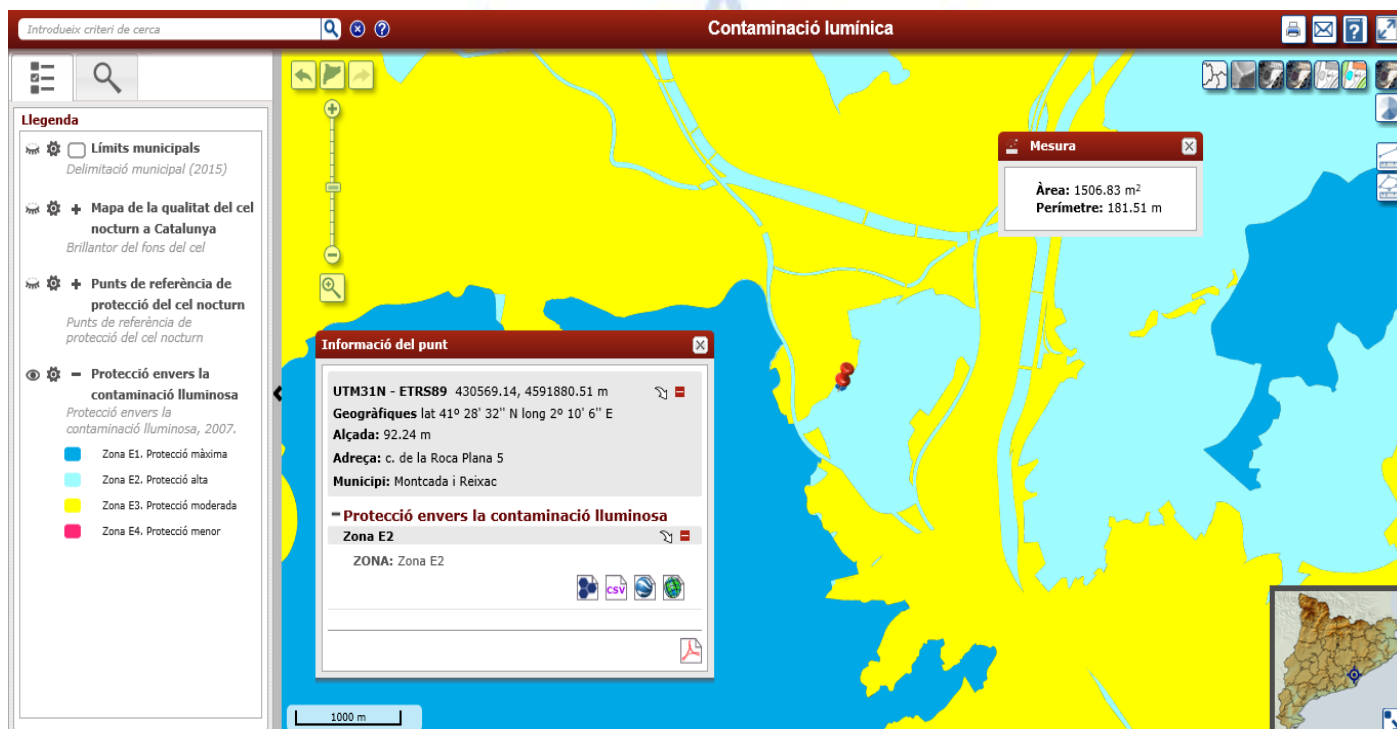 Introdueix criteri de cerca
Contaminació lumínica
Llegenda
Límits municipals
Delimitació municipal (2015)
Mapa de la qualitat del cel
nocturn a Catalunya
Brillantor del fons del cel
Punts de referència de
protecció del cel nocturn
Punts de referència de
protecció del cel nocturn
Protecció envers la
contaminació lluminosa
Protecció envers la
contaminació lluminosa, 2007.
Zona E1. Protecció màxima
Zona E2. Protecció alta
Zona E3. Protecció moderada
Zona E4. Protecció menor
Mesura
Àrea: 1506.83 m²
Perímetre: 181.51 m
Informació del punt
UTM31N - ETRS89 430569.14, 4591880.51 m
Geogràfiques lat 41º 28' 32'' N long 2º 10' 6'' E
Alçada: 92.24 m
Adreça: c. de la Roca Plana 5
Municipi: Montcada i Reixac
Protecció envers la contaminació lluminosa
Zona E2
ZONA: Zona E2
CSV
1000 m